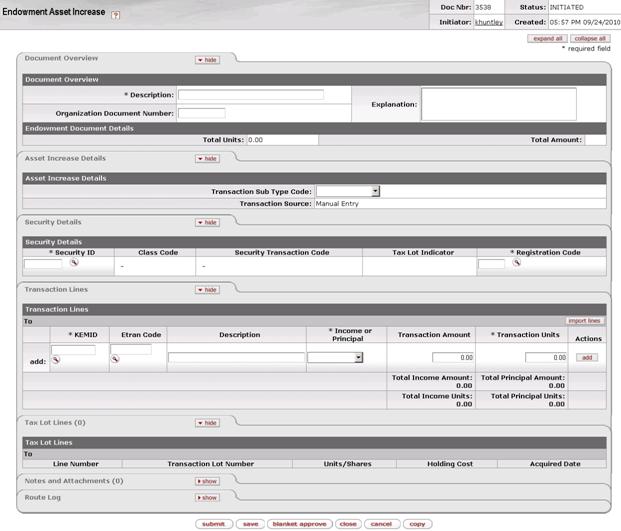 Endowment Asset Increase ?
Doc Nbr: 3538 Status: INITIATED
Initiator: khuntley Created: 05:57 PM 09/24/2010
expand all collapse all
* required field
Document Overview hide
Document Overview
* Description:
Explanation:
Organization Document Number:
Endowment Document Details
Total Units: 0.00 Total Amount:
Asset Increase Details hide
Asset Increase Details
Transaction Sub Type Code:
Transaction Source: Manual Entry
Security Details hide
Security Details
* Security ID Class Code Security Transaction Code Tax Lot Indicator * Registration Code
- -
Transaction Lines hide
Transaction Lines
To import lines
* KEMID Etran Code Description * Income or Principal Transaction Amount * Transaction Units Actions
add: 0.00 0.00 add
Total Income Amount: 0.00 Total Principal Amount: 0.00
Total Income Units: 0.00 Total Principal Units: 0.00
Tax Lot Lines (0) hide
Tax Lot Lines
To
Line Number Transaction Lot Number Units/Shares Holding Cost Acquired Date
Notes and Attachments (0) show
Route Log show
submit save blanket approve close cancel copy